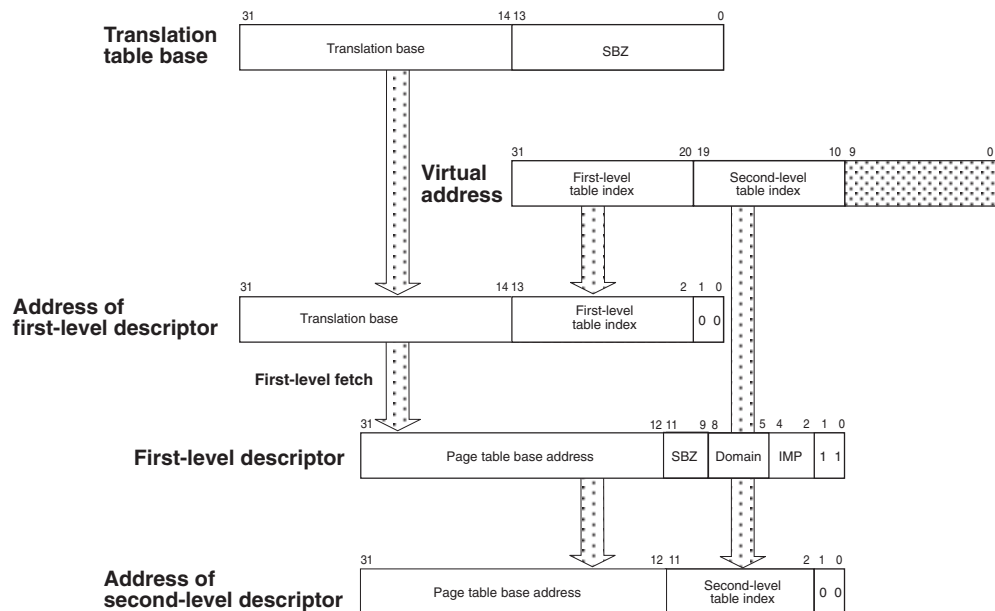 31 14 13 0
Translation
table base
Translation base
SBZ
31 20 19 10 9 0
Virtual
address
First-level
table index
Second-level
table index
31 14 13 2 1 0
Address of
first-level descriptor
Translation base
First-level
table index
0 0
First-level fetch
31 12 11 9 8 5 4 2 1 0
First-level descriptor
Page table base address
SBZ
Domain
IMP
1 1
31 12 11 2 1 0
Address of
second-level descriptor
Page table base address
Second-level
table index
0 0